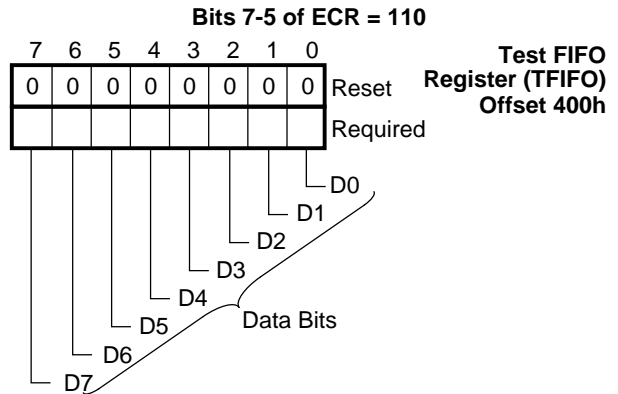 Bits 7-5 of ECR = 110
7 6 5 4 3 2 1 0
Test FIFO
Register (TFIFO)
Offset 400h
0 0 0 0 0 0 0 0 Reset
Required
D0
D1
D2
D3
D4
Data Bits
D5
D6
D7